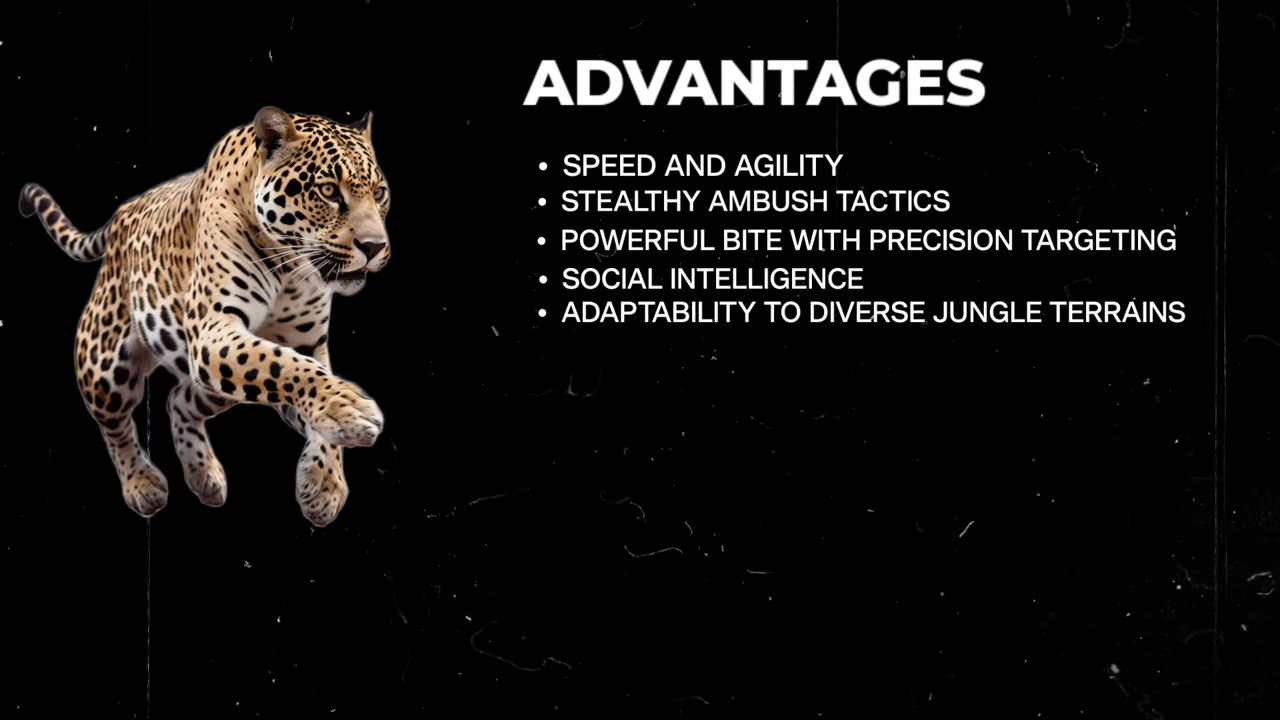 ADVANTAGES
• SPEED AND AGILITY
• STEALTHY AMBUSH TACTICS
• POWERFUL BITE WITH PRECISION TARGETING
• SOCIAL INTELLIGENCE
• ADAPTABILITY TO DIVERSE JUNGLE TERRAINS